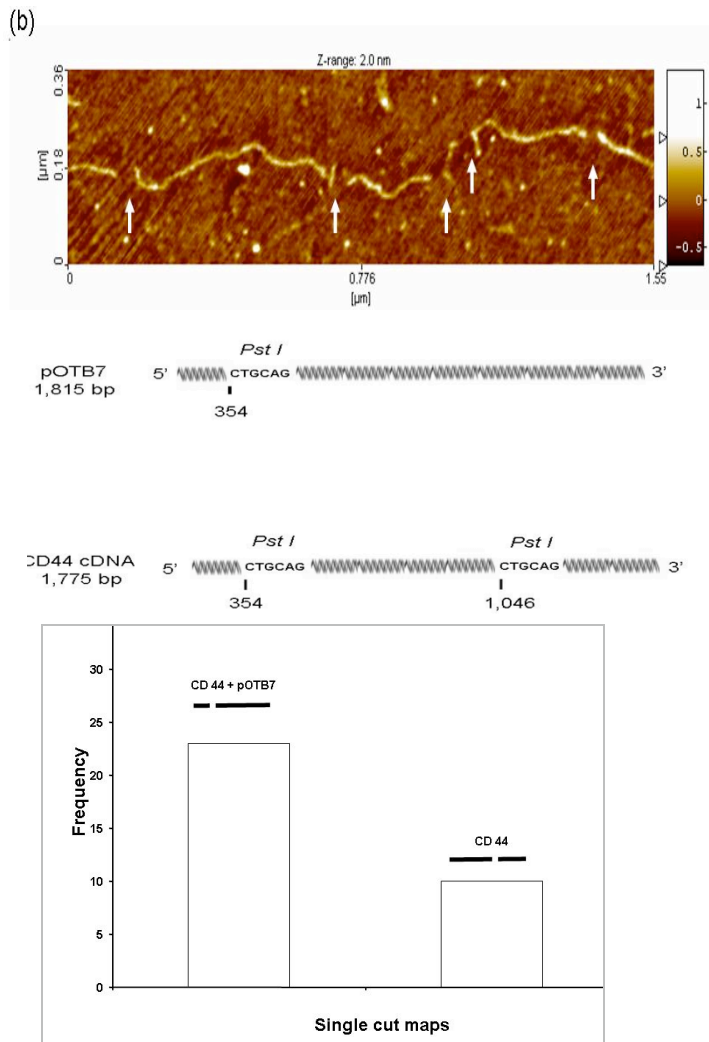 (b)
Z-range: 2.0 nm
0.36
0.18
0
[µm]
1
0.5
0
-0.5
0
0.776
1.55
[µm]
Pst I
pOTB7
1,815 bp
5’
CTGCAG
3’
354
Pst I
Pst I
CD44 cDNA
1,775 bp
5’
CTGCAG
CTGCAG
3’
354
1,046
30
25
20
15
10
5
0
Frequency
CD 44 + pOTB7
CD 44
Single cut maps